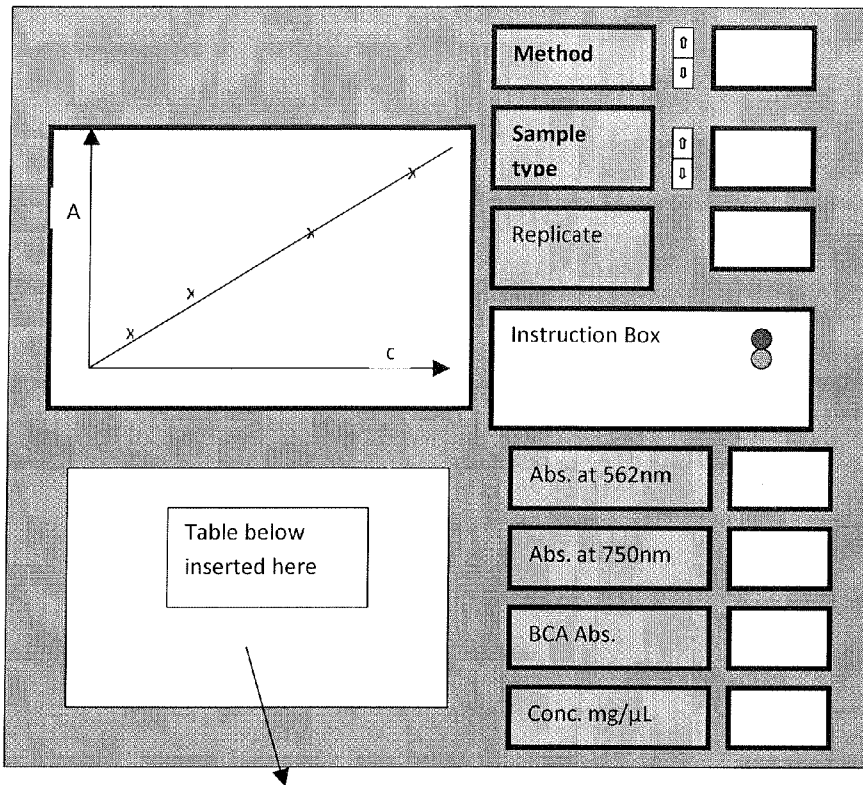 Method
⇧
⇩
Sample
type
⇧
⇩
A
x
x
x
x
c
Replicate
Instruction Box
Table below
inserted here
Abs. at 562nm
Abs. at 750nm
BCA Abs.
Conc. mg/µL